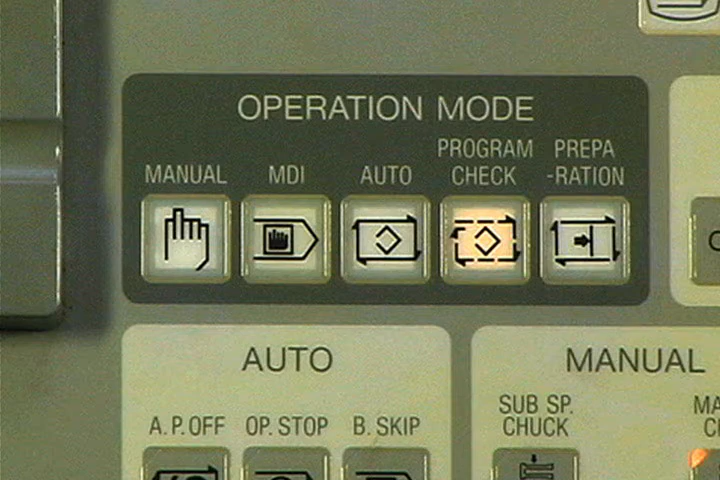 OPERATION MODE
MANUAL MDI AUTO PROGRAM CHECK PREPA -RATION
AUTO
A.P.OFF OP. STOP B. SKIP
MANUAL
SUB SP.
CHUCK